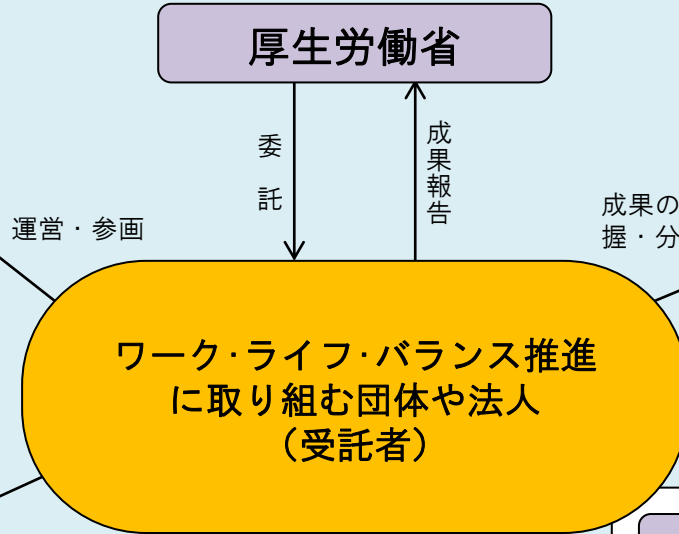 厚生労働省
委託
成果報告
運営・参画
成果の
握・分
ワーク・ライフ・バランス推進
に取り組む団体や法人
（受託者）